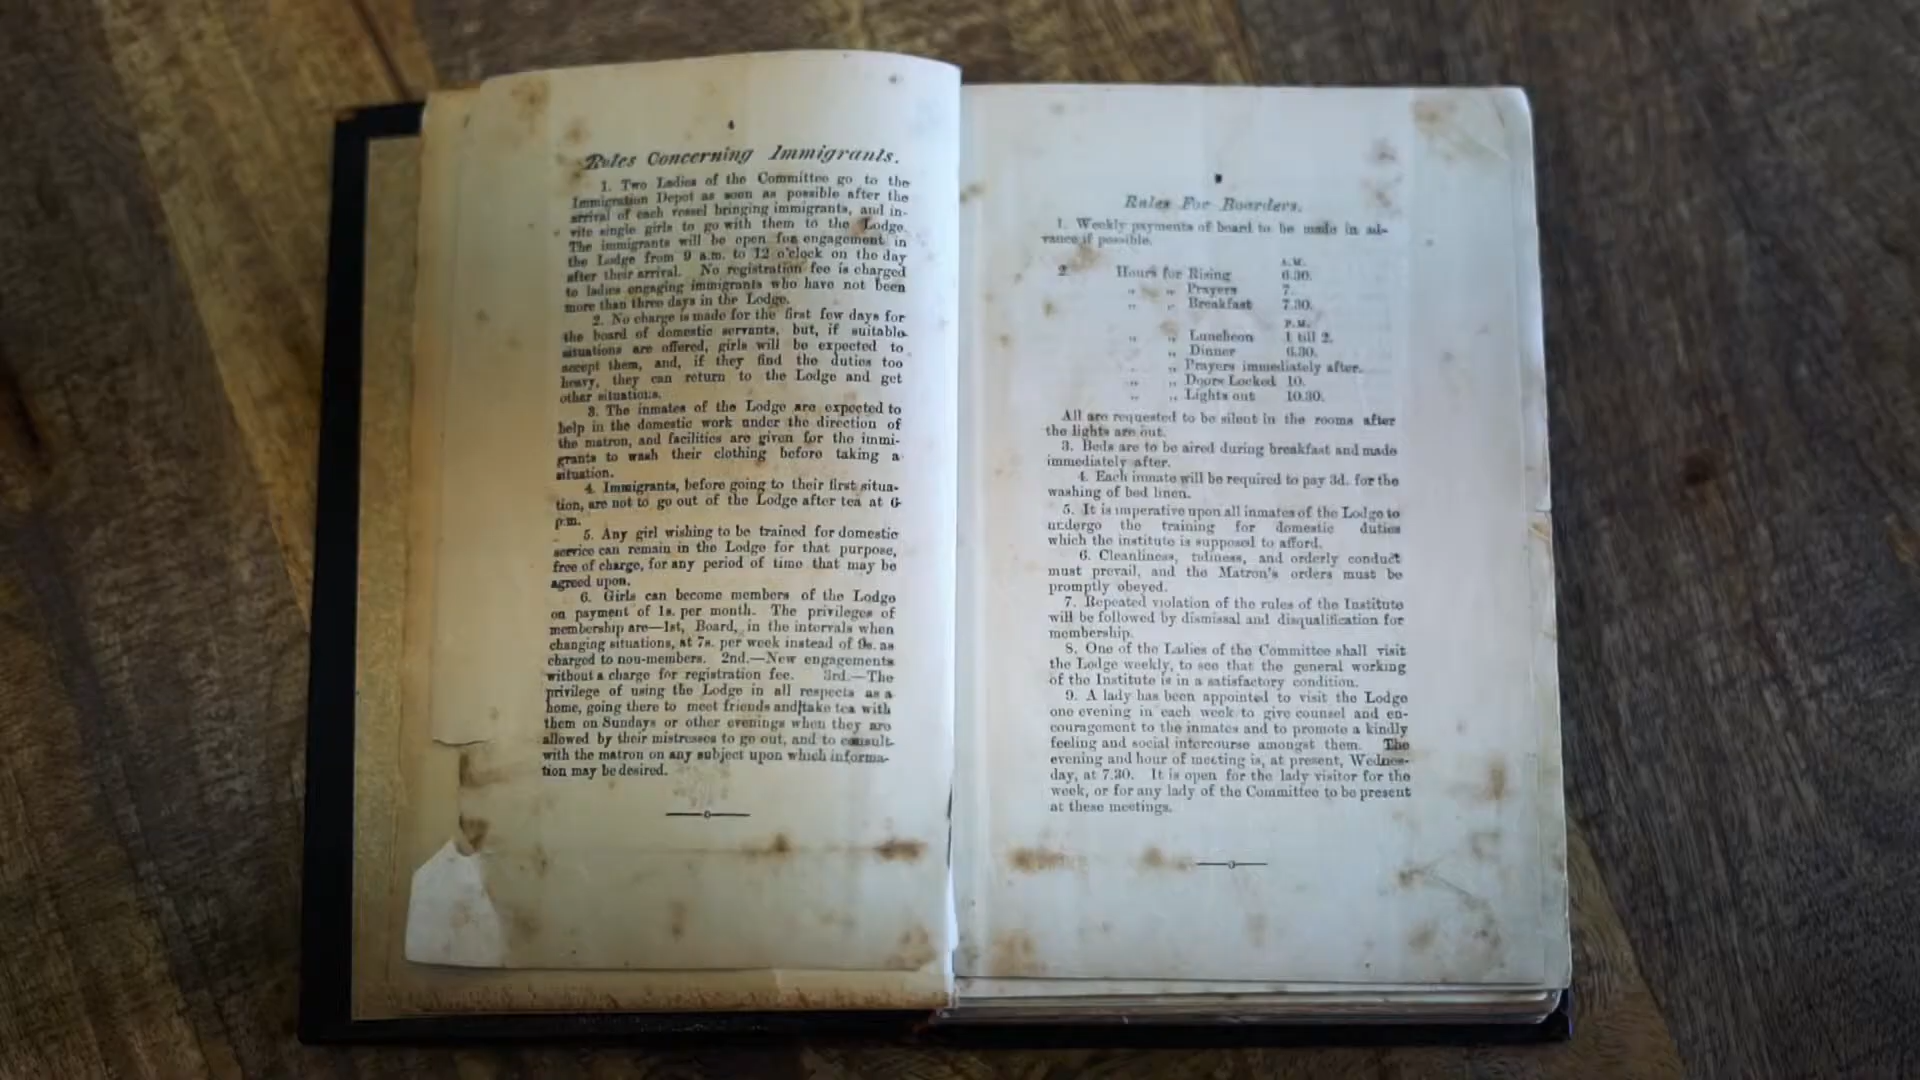 4
Rules Concerning Immigrants.
1. Two Ladies of the Committee go to the
Immigration Depot as soon as possible after the
arrival of each vessel bringing immigrants, and in-
vite single girls to go with them to the Lodge.
The immigrants will be open for engagement in
the Lodge from 9 a.m. to 12 o'clock on the day
after their arrival. No registration fee is charged
to ladies engaging immigrants who have not been
more than three days in the Lodge.
2. No charge is made for the first few days for
the board of domestic servants, but, if suitable
situations are offered, girls will be expected to
accept them, and, if they find the duties too
heavy, they can return to the Lodge and get
other situations.
3. The inmates of the Lodge are expected to
help in the domestic work under the direction of
the matron, and facilities are given for the immi-
grants to wash their clothing before taking a
situation.
4. Immigrants, before going to their first situa-
tion, are not to go out of the Lodge after tea at 6
p.m.
5. Any girl wishing to be trained for domestic
service can remain in the Lodge for that purpose,
free of charge, for any period of time that may be
agreed upon.
6. Girls can become members of the Lodge
on payment of 1s. per month. The privileges of
membership are—1st, Board, in the intervals when
changing situations, at 7s. per week instead of 9s. as
charged to non-members. 2nd.—New engagements
without a charge for registration fee. 3rd.—The
privilege of using the Lodge in all respects as a
home, going there to meet friends and take tea with
them on Sundays or other evenings when they are
allowed by their mistresses to go out, and to consult
with the matron on any subject upon which informa-
tion may be desired.
Rules For Boarders.
1. Weekly payments of board to be made in ad-
vance if possible.
A.M.
2. Hours for Rising 6.30.
„ „ Prayers 7.
„ „ Breakfast 7.30.
P.M.
„ „ Luncheon 1 till 2.
„ Dinner 6.30.
„ „ Prayers immediately after.
„ „ Doors Locked 10.
„ „ Lights out 10.30.
All are requested to be silent in the rooms after
the lights are out.
3. Beds are to be aired during breakfast and made
immediately after.
4. Each inmate will be required to pay 3d. for the
washing of bed linen.
5. It is imperative upon all inmates of the Lodge to
undergo the training for domestic duties
which the institute is supposed to afford.
6. Cleanliness, tidiness, and orderly conduct
must prevail, and the Matron's orders must be
promptly obeyed.
7. Repeated violation of the rules of the Institute
will be followed by dismissal and disqualification for
membership.
8. One of the Ladies of the Committee shall visit
the Lodge weekly, to see that the general working
of the Institute is in a satisfactory condition.
9. A lady has been appointed to visit the Lodge
one evening in each week to give counsel and en-
couragement to the inmates and to promote a kindly
feeling and social intercourse amongst them. The
evening and hour of meeting is, at present, Wednes-
day, at 7.30. It is open for the lady visitor for the
week, or for any lady of the Committee to be present
at these meetings.